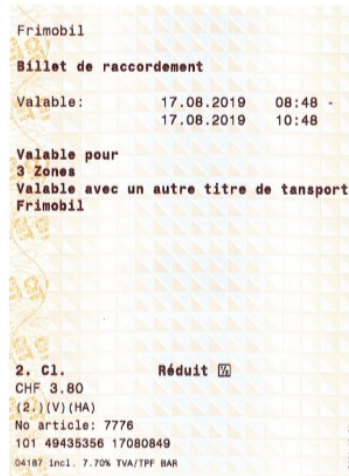 Frimobil
Billet de raccordement
Valable: 17.08.2019 08:48 -
17.08.2019 10:48
Valable pour
3 Zones
Valable avec un autre titre de tansport
Frimobil
2. Cl. Réduit ½
CHF 3.80
(2.)(V)(HA)
No article: 7776
101 49435356 17080849
04187 incl. 7.70% TVA/TPF BAR